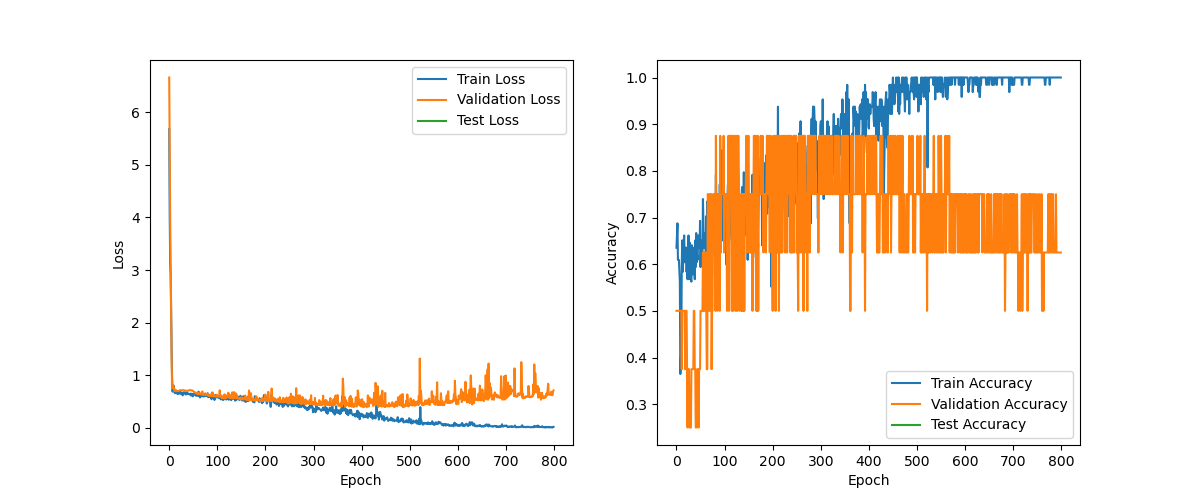 Train Loss
Validation Loss
Test Loss
6
5
4
3
2
1
0
Loss
0 100 200 300 400 500 600 700 800
Epoch
1.0
0.9
0.8
0.7
0.6
0.5
0.4
0.3
Accuracy
Train Accuracy
Validation Accuracy
Test Accuracy
0 100 200 300 400 500 600 700 800
Epoch